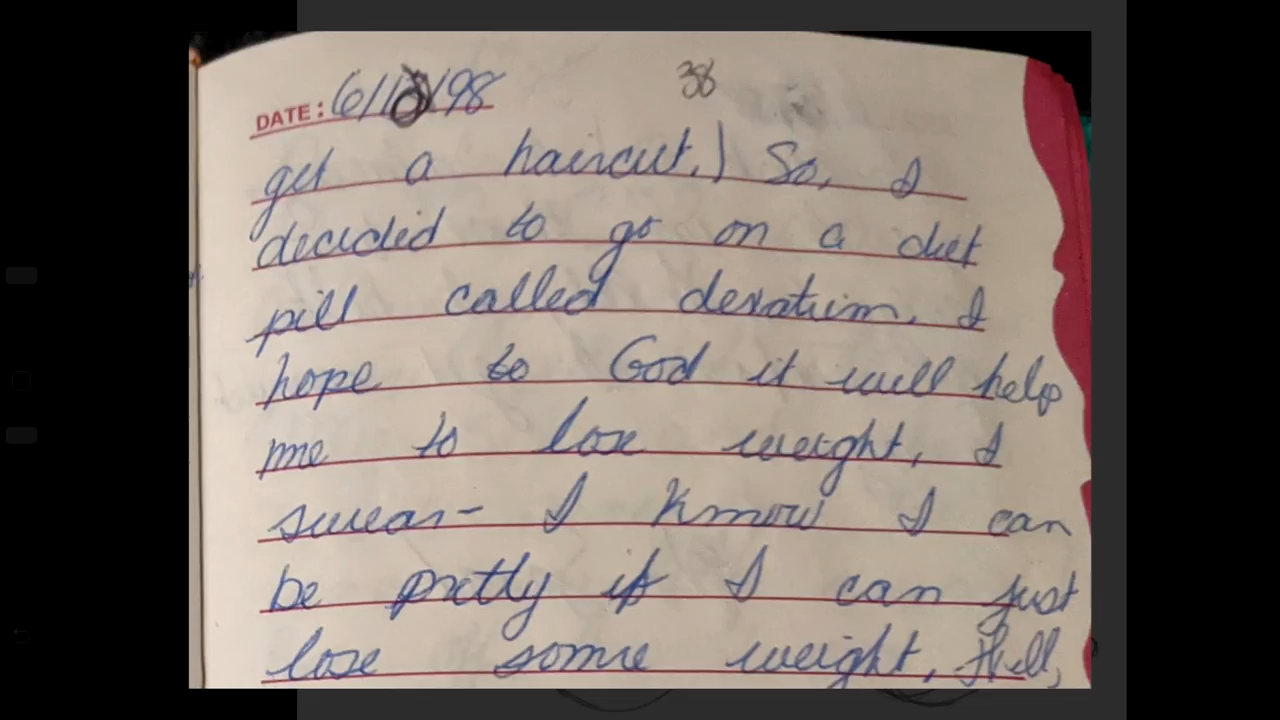 38
DATE: 6/18/98
get a haircut.) So, I
decided to go on a diet
pill called dexatrim. I
hope to God it will help
me to lose weight. I
swear- I know I can
be pretty if I can just
lose some weight. Hell,